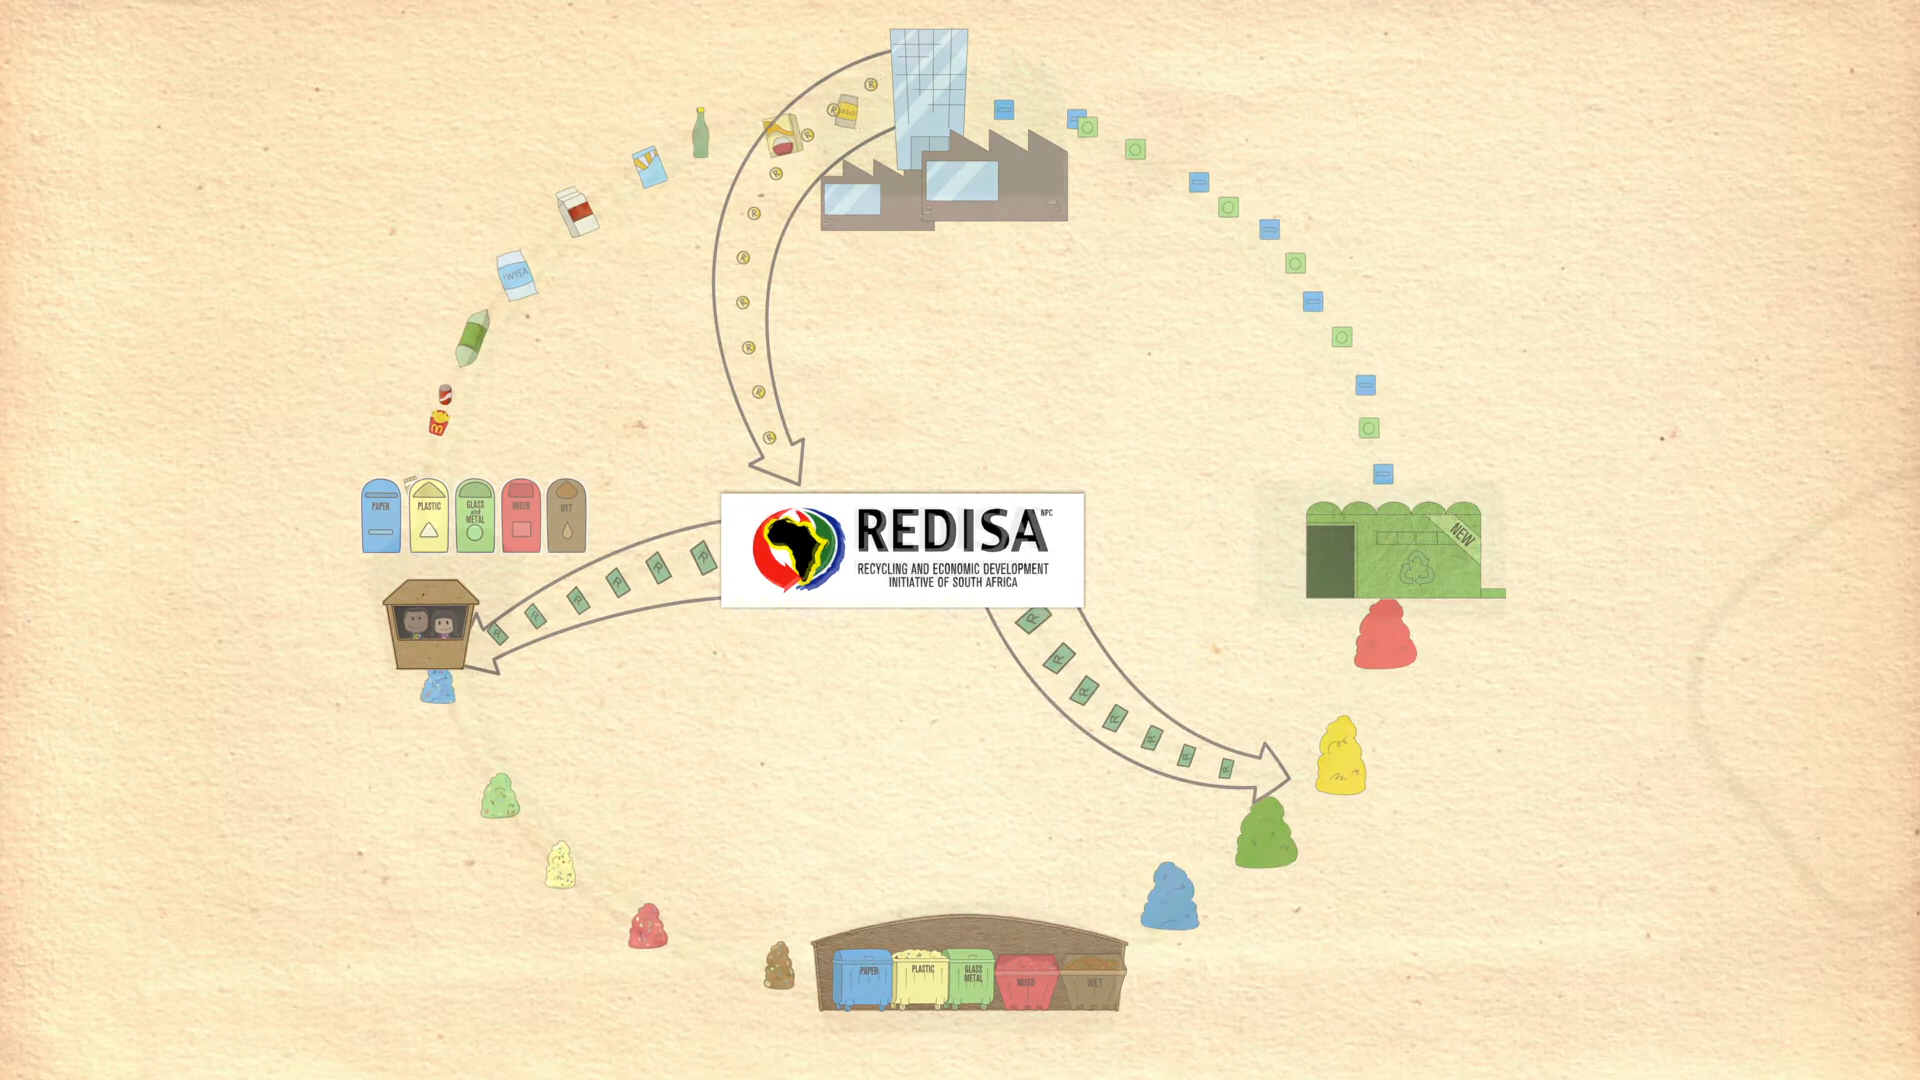 IWISA
PAPER
PLASTIC
GLASS
and
METAL
MIXED
WET
REDISA NPC
RECYCLING AND ECONOMIC DEVELOPMENT
INITIATIVE OF SOUTH AFRICA
NEW
PAPER
PLASTIC
GLASS
METAL
MIXED
WET